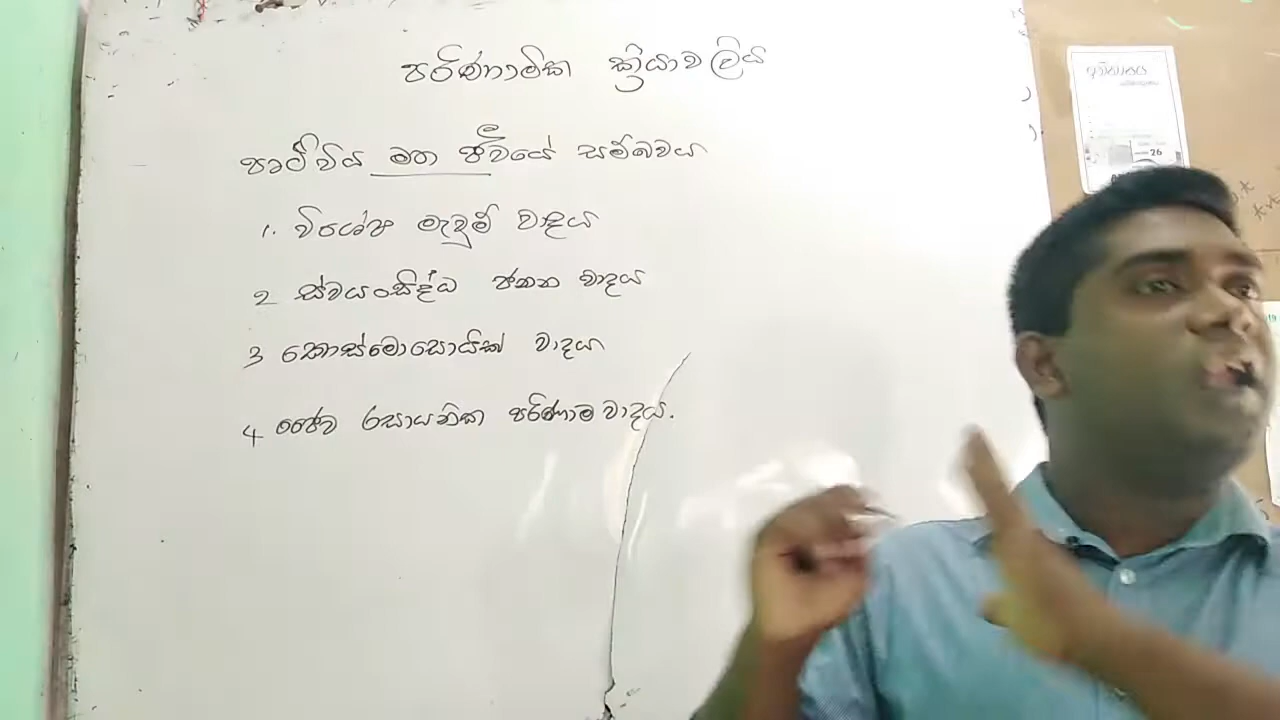 පරිණාමික ක්‍රියාවලිය
පෘථිවිය මත ජීවයේ සම්භවය
1. විශේෂ මැවුම් වාදය
2 ස්වයංසිද්ධ ජනන වාදය
3 කොස්මොසොයික් වාදය
4 ජෛව රසායනික පරිණාම වාදය.
26